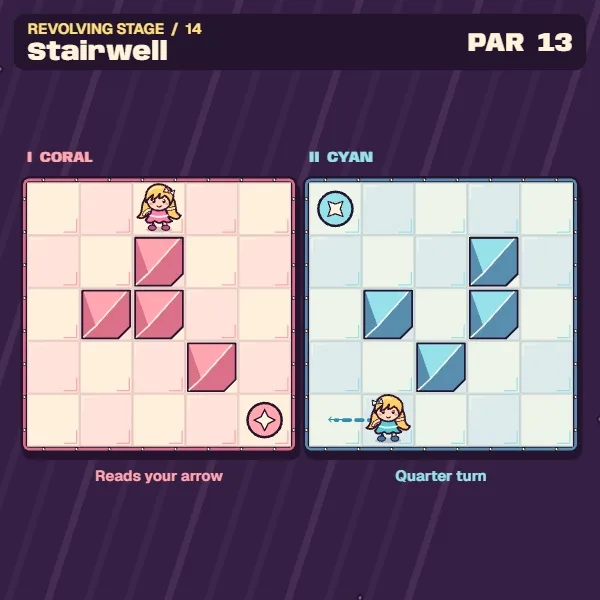 REVOLVING STAGE / 14
Stairwell
PAR 13
I CORAL
II CYAN
Reads your arrow
Quarter turn